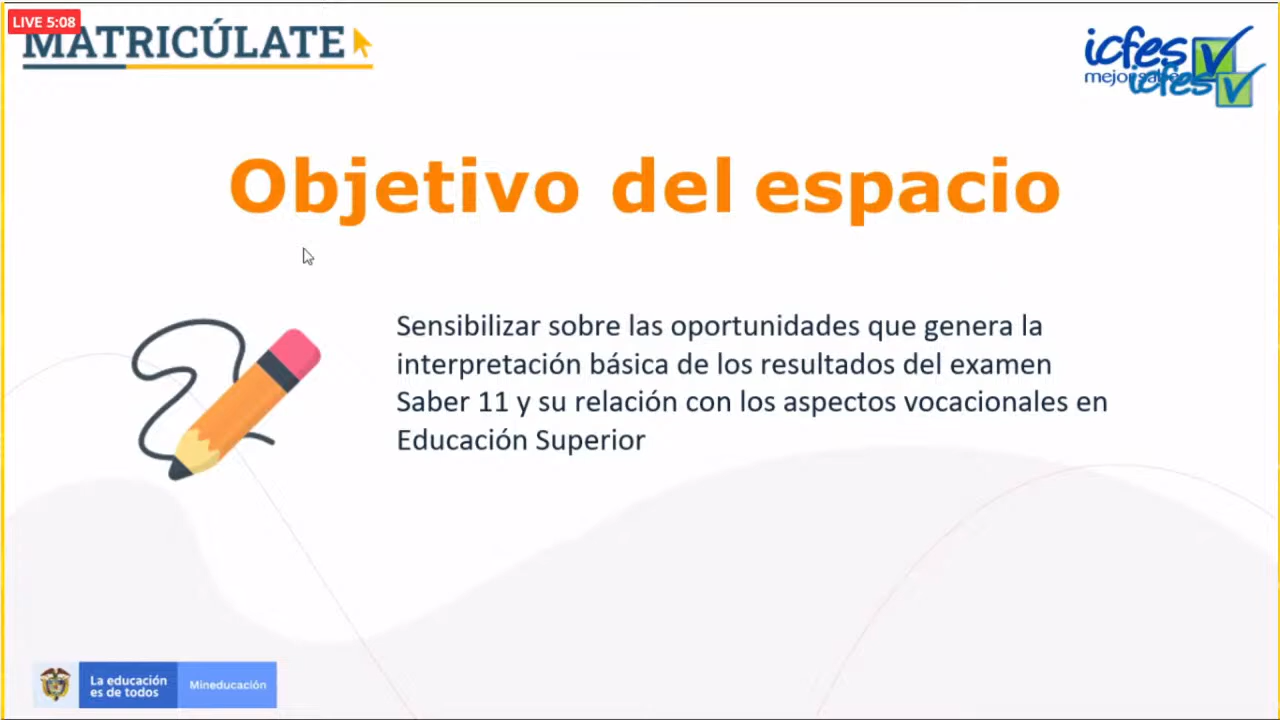 LIVE 5:08
MATRICÚLATE
icfes
mejor
icfes
Objetivo del espacio
Sensibilizar sobre las oportunidades que genera la
interpretación básica de los resultados del examen
Saber 11 y su relación con los aspectos vocacionales en
Educación Superior
La educación
es de todos
Mineducación